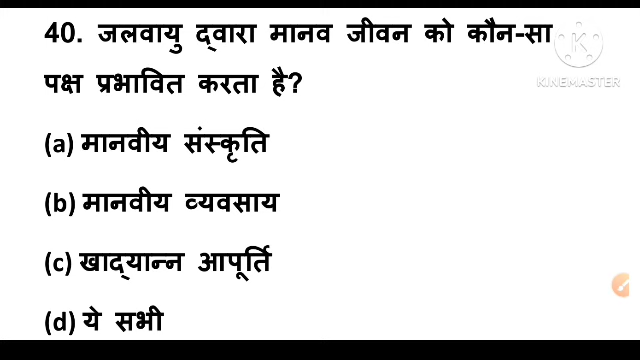 40. जलवायु द्वारा मानव जीवन को कौन-सा
पक्ष प्रभावित करता है?
(a) मानवीय संस्कृति
(b) मानवीय व्यवसाय
(c) खाद्यान्न आपूर्ति
(d) ये सभी
K
KINEMASTER